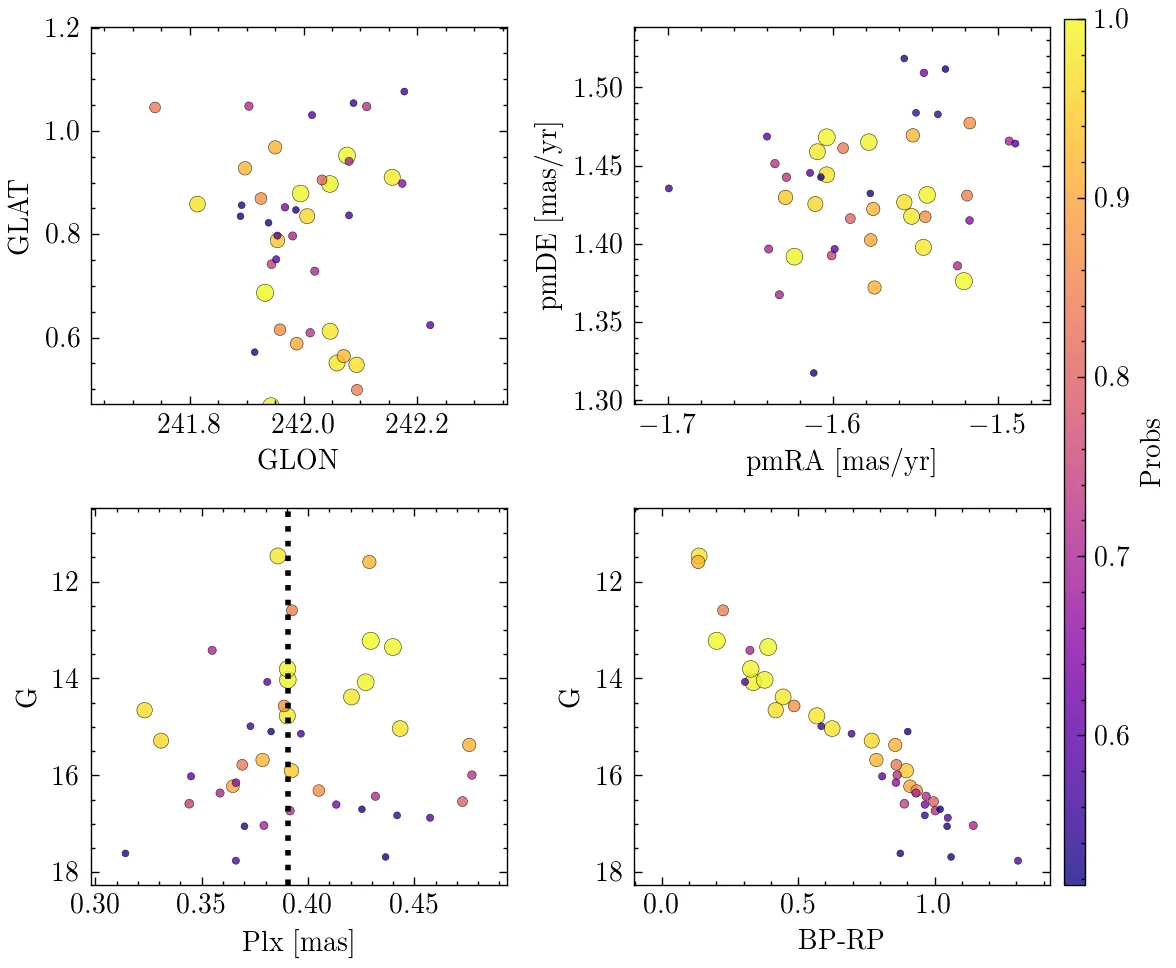 1.2
1.0
0.8
0.6
GLAT
241.8 242.0 242.2
GLON
1.50
1.45
1.40
1.35
1.30
pmDE [mas/yr]
−1.7 −1.6 −1.5
pmRA [mas/yr]
1.0
0.9
0.8
0.7
0.6
Probs
12
14
16
18
G
0.30 0.35 0.40 0.45
Plx [mas]
12
14
16
18
G
0.0 0.5 1.0
BP-RP